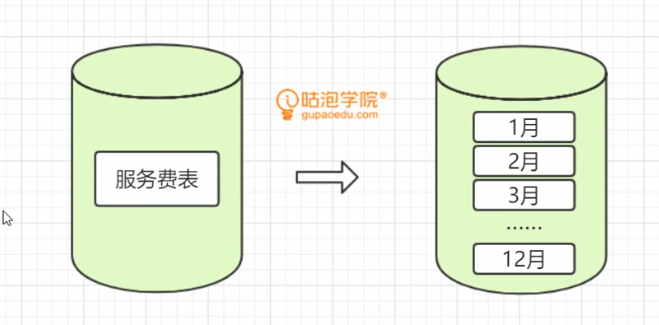 咕泡学院®
gupaoedu.com
服务费表
1月
2月
3月
......
12月